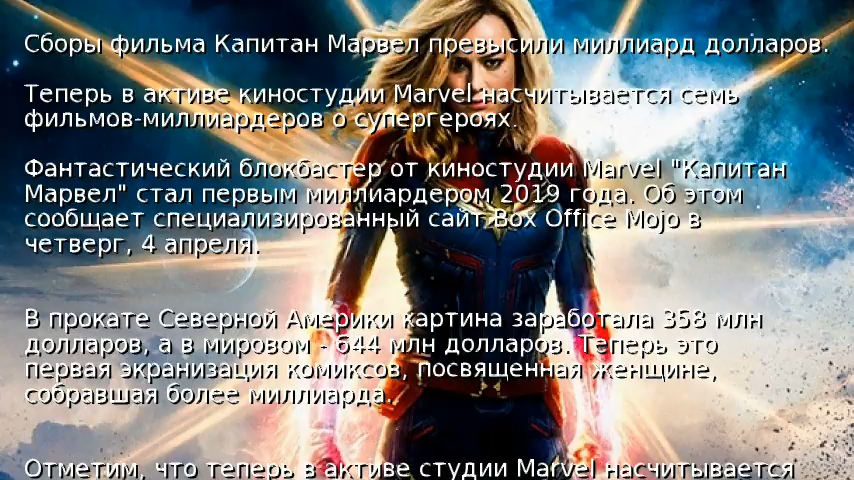 Сборы фильма Капитан Марвел превысили миллиард долларов.
Теперь в активе киностудии Marvel насчитывается семь
фильмов-миллиардеров о супергероях.
Фантастический блокбастер от киностудии Marvel "Капитан
Марвел" стал первым миллиардером 2019 года. Об этом
сообщает специализированный сайт Box Office Mojo в
четверг, 4 апреля.
В прокате Северной Америки картина заработала 358 млн
долларов, а в мировом - 644 млн долларов. Теперь это
первая экранизация комиксов, посвященная женщине,
собравшая более миллиарда.
Отметим, что теперь в активе студии Marvel насчитывается